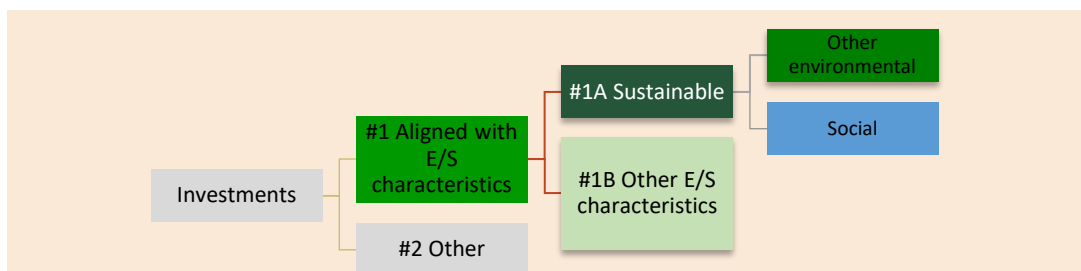 Other
environmental
#1A Sustainable
Social
#1 Aligned with
E/S
characteristics
#1B Other E/S
characteristics
Investments
#2 Other